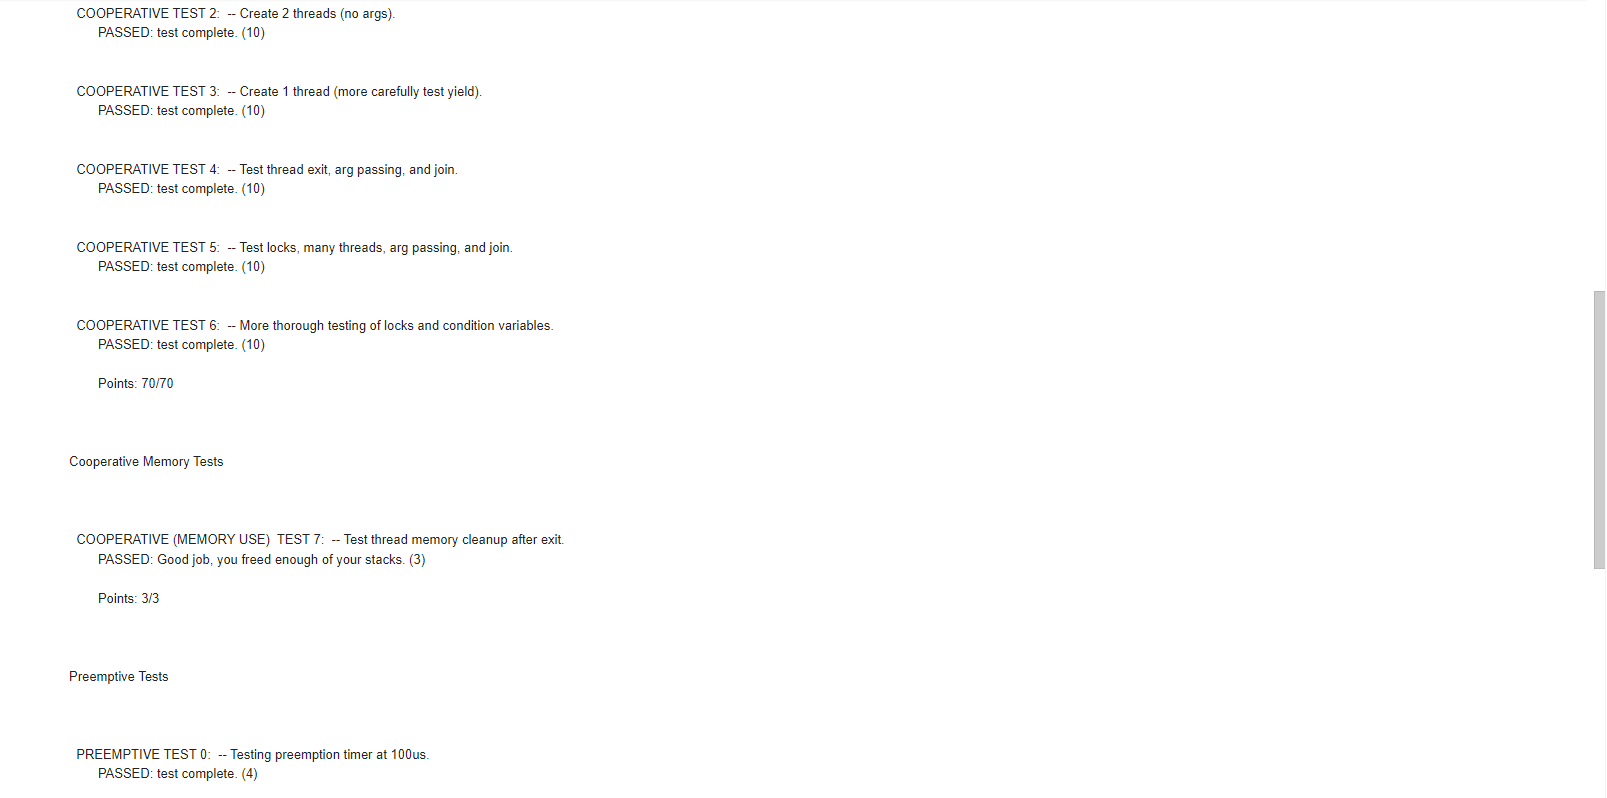 COOPERATIVE TEST 2:  -- Create 2 threads (no args).
PASSED: test complete. (10)
COOPERATIVE TEST 3:  -- Create 1 thread (more carefully test yield).
PASSED: test complete. (10)
COOPERATIVE TEST 4:  -- Test thread exit, arg passing, and join.
PASSED: test complete. (10)
COOPERATIVE TEST 5:  -- Test locks, many threads, arg passing, and join.
PASSED: test complete. (10)
COOPERATIVE TEST 6:  -- More thorough testing of locks and condition variables.
PASSED: test complete. (10)
Points: 70/70
Cooperative Memory Tests
COOPERATIVE (MEMORY USE)  TEST 7:  -- Test thread memory cleanup after exit.
PASSED: Good job, you freed enough of your stacks. (3)
Points: 3/3
Preemptive Tests
PREEMPTIVE TEST 0:  -- Testing preemption timer at 100us.
PASSED: test complete. (4)